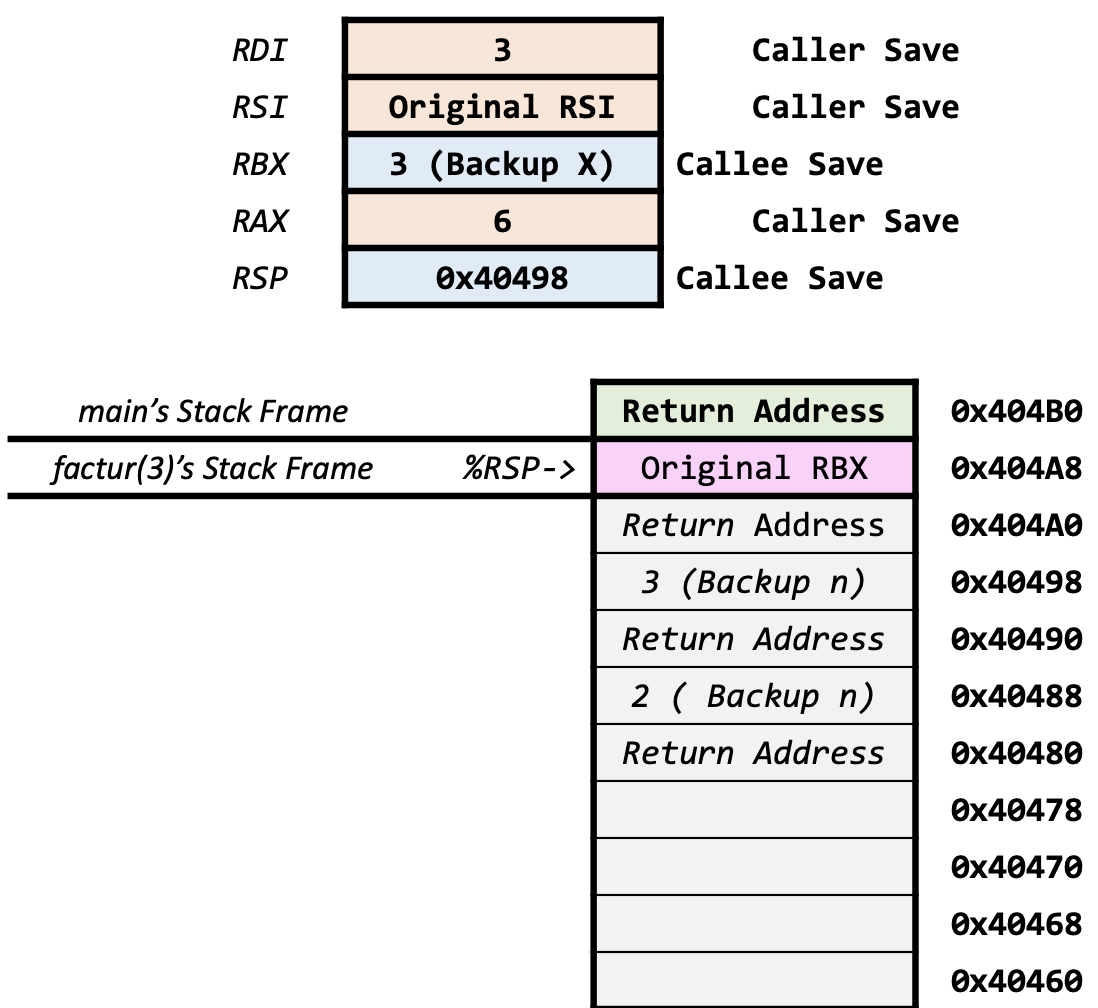 RDI 3 Caller Save
RSI Original RSI Caller Save
RBX 3 (Backup X) Callee Save
RAX 6 Caller Save
RSP 0x40498 Callee Save
main’s Stack Frame Return Address 0x404B0
factur(3)’s Stack Frame %RSP-> Original RBX 0x404A8
Return Address 0x404A0
3 (Backup n) 0x40498
Return Address 0x40490
2 ( Backup n) 0x40488
Return Address 0x40480
0x40478
0x40470
0x40468
0x40460